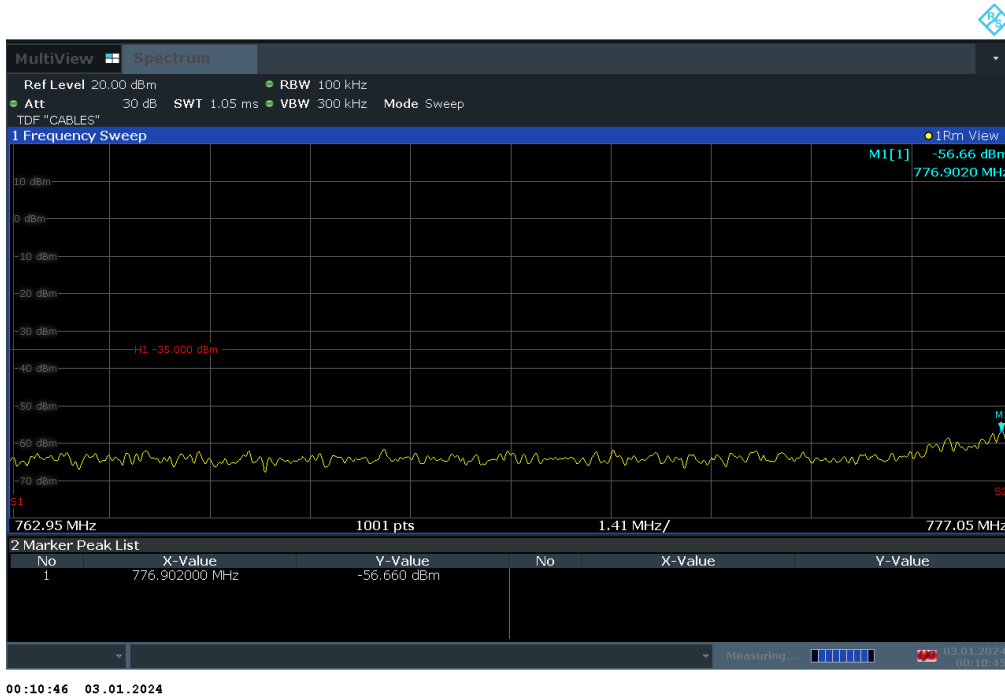 R S
MultiView Spectrum
Ref Level 20.00 dBm RBW 100 kHz
Att 30 dB SWT 1.05 ms VBW 300 kHz Mode Sweep
TDF "CABLES"
1 Frequency Sweep 1Rm View
M1[1] -56.66 dBm
776.9020 MHz
10 dBm
0 dBm
-10 dBm
-20 dBm
-30 dBm
H1 -35.000 dBm
-40 dBm
-50 dBm
M1
-60 dBm
-70 dBm
S1 S2
762.95 MHz 1001 pts 1.41 MHz/ 777.05 MHz
2 Marker Peak List
No X-Value Y-Value No X-Value Y-Value
1 776.902000 MHz -56.660 dBm
Measuring... 03.01.2024
00:10:45
00:10:46 03.01.2024